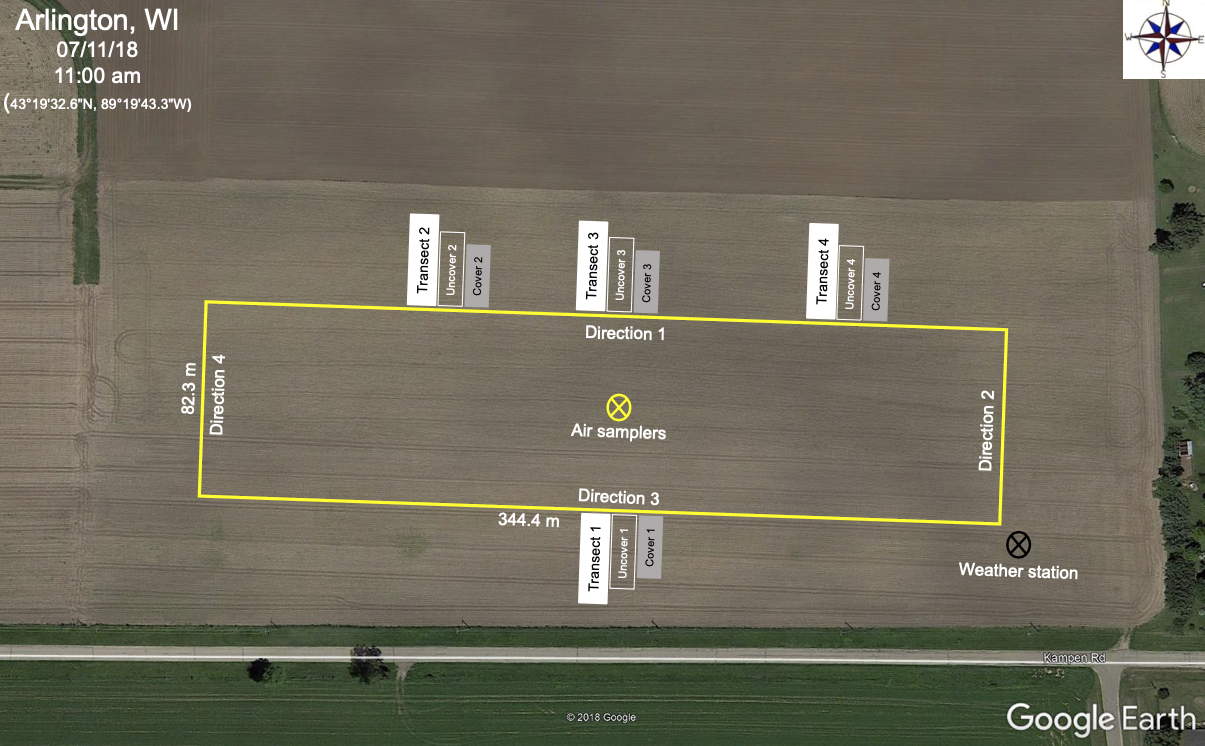 Arlington, WI
07/11/18
11:00 am
(43°19'32.6"N, 89°19'43.3"W)
N
W
E
S
Transect 2
Uncover 2
Cover 2
Transect 3
Uncover 3
Cover 3
Transect 4
Uncover 4
Cover 4
Direction 1
82.3 m
Direction 4
Direction 2
Air samplers
Direction 3
344.4 m
Transect 1
Uncover 1
Cover 1
Weather station
Kampen Rd
© 2018 Google
Google Earth